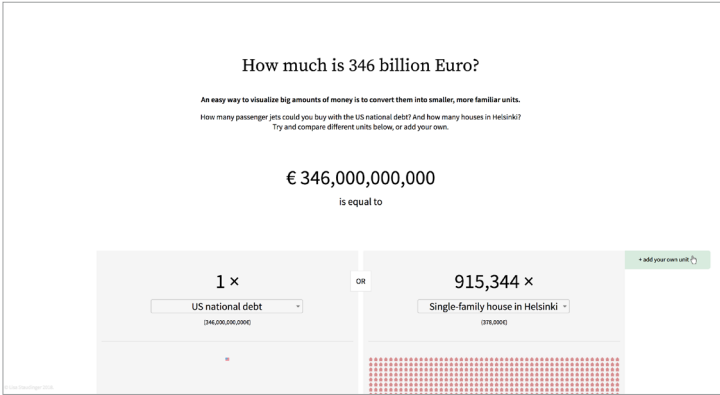 How much is 346 billion Euro?
An easy way to visualize big amounts of money is to convert them into smaller, more familiar units.
How many passenger jets could you buy with the US national debt? And how many houses in Helsinki?
Try and compare different units below, or add your own.
€ 346,000,000,000
is equal to
+ add your own unit
1 ×
OR
915,344 ×
US national debt
Single-family house in Helsinki
(346,000,000,000€)
(378,000€)